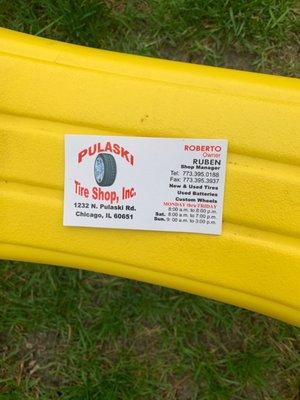 PULASKI
Tire Shop, Inc.
1232 N. Pulaski Rd.
Chicago, IL 60651
ROBERTO
Owner
RUBEN
Shop Manager
Tel: 773.395.0188
Fax: 773.395.3937
New & Used Tires
Used Batteries
Custom Wheels
MONDAY thru FRIDAY
8:00 a.m. to 8:00 p.m.
Sat. 8:00 a.m. to 7:00 p.m.
Sun. 9:00 a.m. to 3:00 p.m.